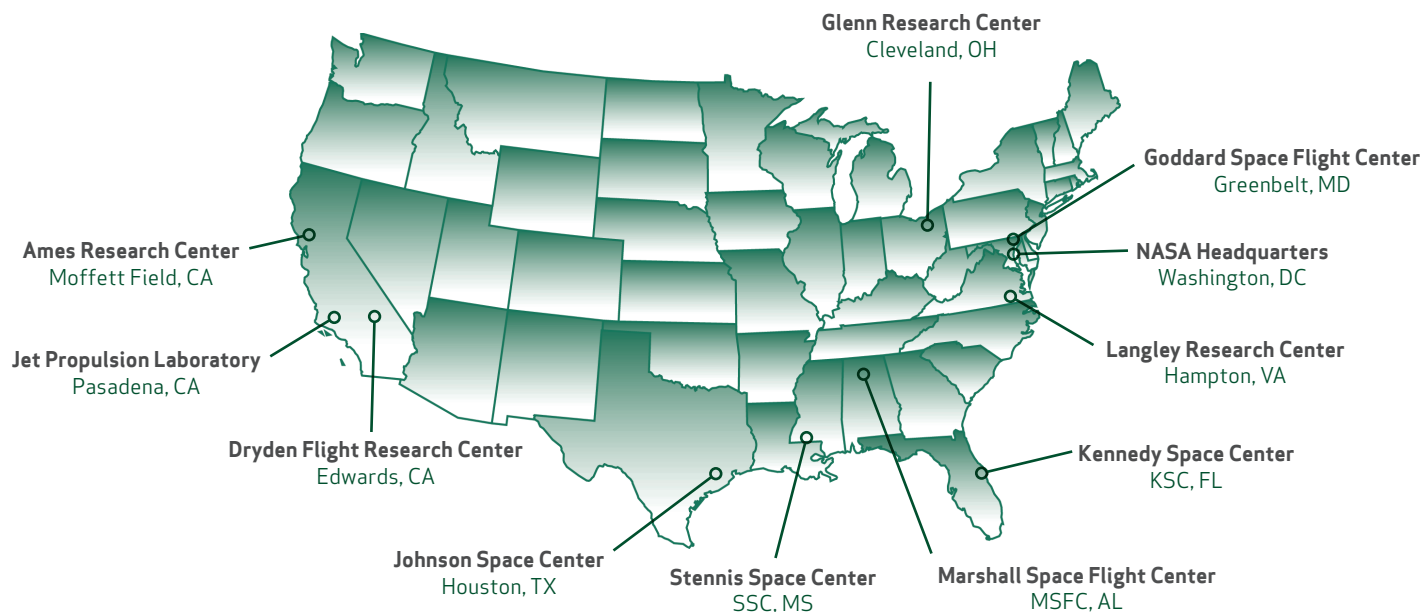 Glenn Research Center
Cleveland, OH
Goddard Space Flight Center
Greenbelt, MD
Ames Research Center
Moffett Field, CA
NASA Headquarters
Washington, DC
Jet Propulsion Laboratory
Pasadena, CA
Langley Research Center
Hampton, VA
Dryden Flight Research Center
Edwards, CA
Kennedy Space Center
KSC, FL
Johnson Space Center
Houston, TX
Stennis Space Center
SSC, MS
Marshall Space Flight Center
MSFC, AL